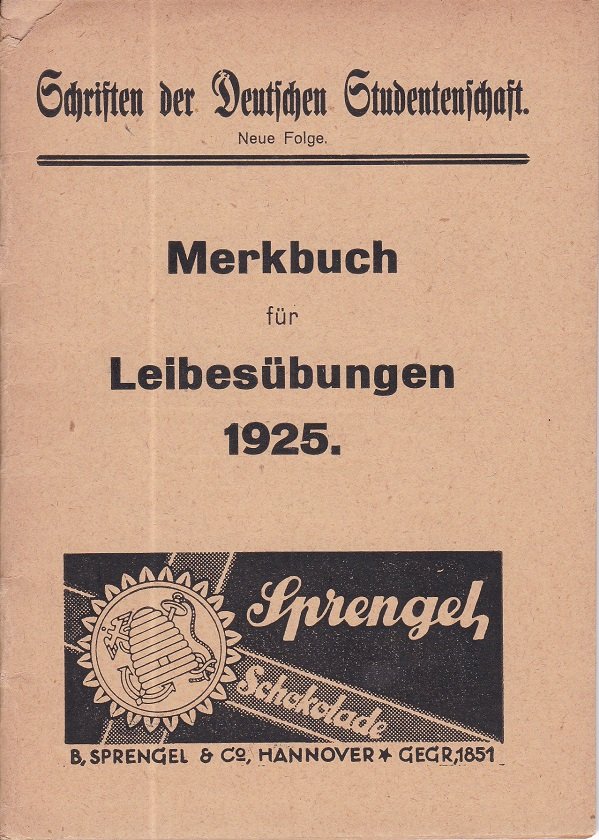 Schriften der Deutschen Studentenschaft.
Neue Folge.
Merkbuch
für
Leibesübungen
1925.
Sprengel,
Schokolade
B, SPRENGEL & Co, HANNOVER ★ GEGR, 1851